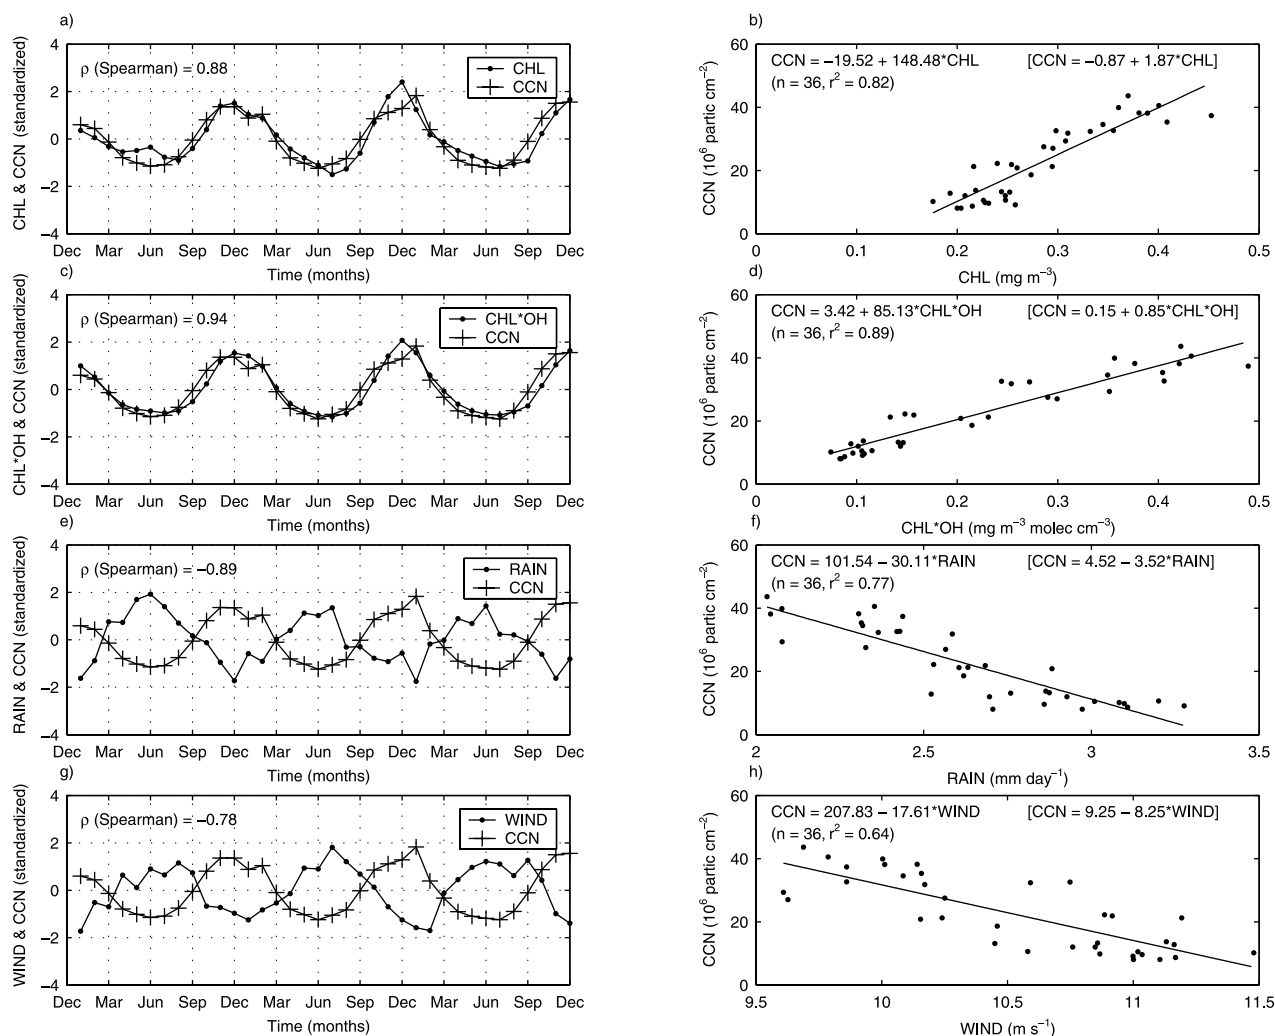 a)
CHL & CCN (standardized)
4
2
0
−2
−4
ρ (Spearman) = 0.88
CHL
CCN
Dec Mar Jun Sep Dec Mar Jun Sep Dec Mar Jun Sep Dec
Time (months)
b)
CCN (10⁶ partic cm⁻²)
60
40
20
0
CCN = −19.52 + 148.48*CHL [CCN = −0.87 + 1.87*CHL]
(n = 36, r² = 0.82)
0 0.1 0.2 0.3 0.4 0.5
CHL (mg m⁻³)
c)
CHL*OH & CCN (standardized)
4
2
0
−2
−4
ρ (Spearman) = 0.94
CHL*OH
CCN
Dec Mar Jun Sep Dec Mar Jun Sep Dec Mar Jun Sep Dec
Time (months)
d)
CCN (10⁶ partic cm⁻²)
60
40
20
0
CCN = 3.42 + 85.13*CHL*OH [CCN = 0.15 + 0.85*CHL*OH]
(n = 36, r² = 0.89)
0 0.1 0.2 0.3 0.4 0.5
CHL*OH (mg m⁻³ molec cm⁻³)
e)
RAIN & CCN (standardized)
4
2
0
−2
−4
ρ (Spearman) = −0.89
RAIN
CCN
Dec Mar Jun Sep Dec Mar Jun Sep Dec Mar Jun Sep Dec
Time (months)
f)
CCN (10⁶ partic cm⁻²)
60
40
20
0
CCN = 101.54 − 30.11*RAIN [CCN = 4.52 − 3.52*RAIN]
(n = 36, r² = 0.77)
2 2.5 3 3.5
RAIN (mm day⁻¹)
g)
WIND & CCN (standardized)
4
2
0
−2
−4
ρ (Spearman) = −0.78
WIND
CCN
Dec Mar Jun Sep Dec Mar Jun Sep Dec Mar Jun Sep Dec
Time (months)
h)
CCN (10⁶ partic cm⁻²)
60
40
20
0
CCN = 207.83 − 17.61*WIND [CCN = 9.25 − 8.25*WIND]
(n = 36, r² = 0.64)
9.5 10 10.5 11 11.5
WIND (m s⁻¹)